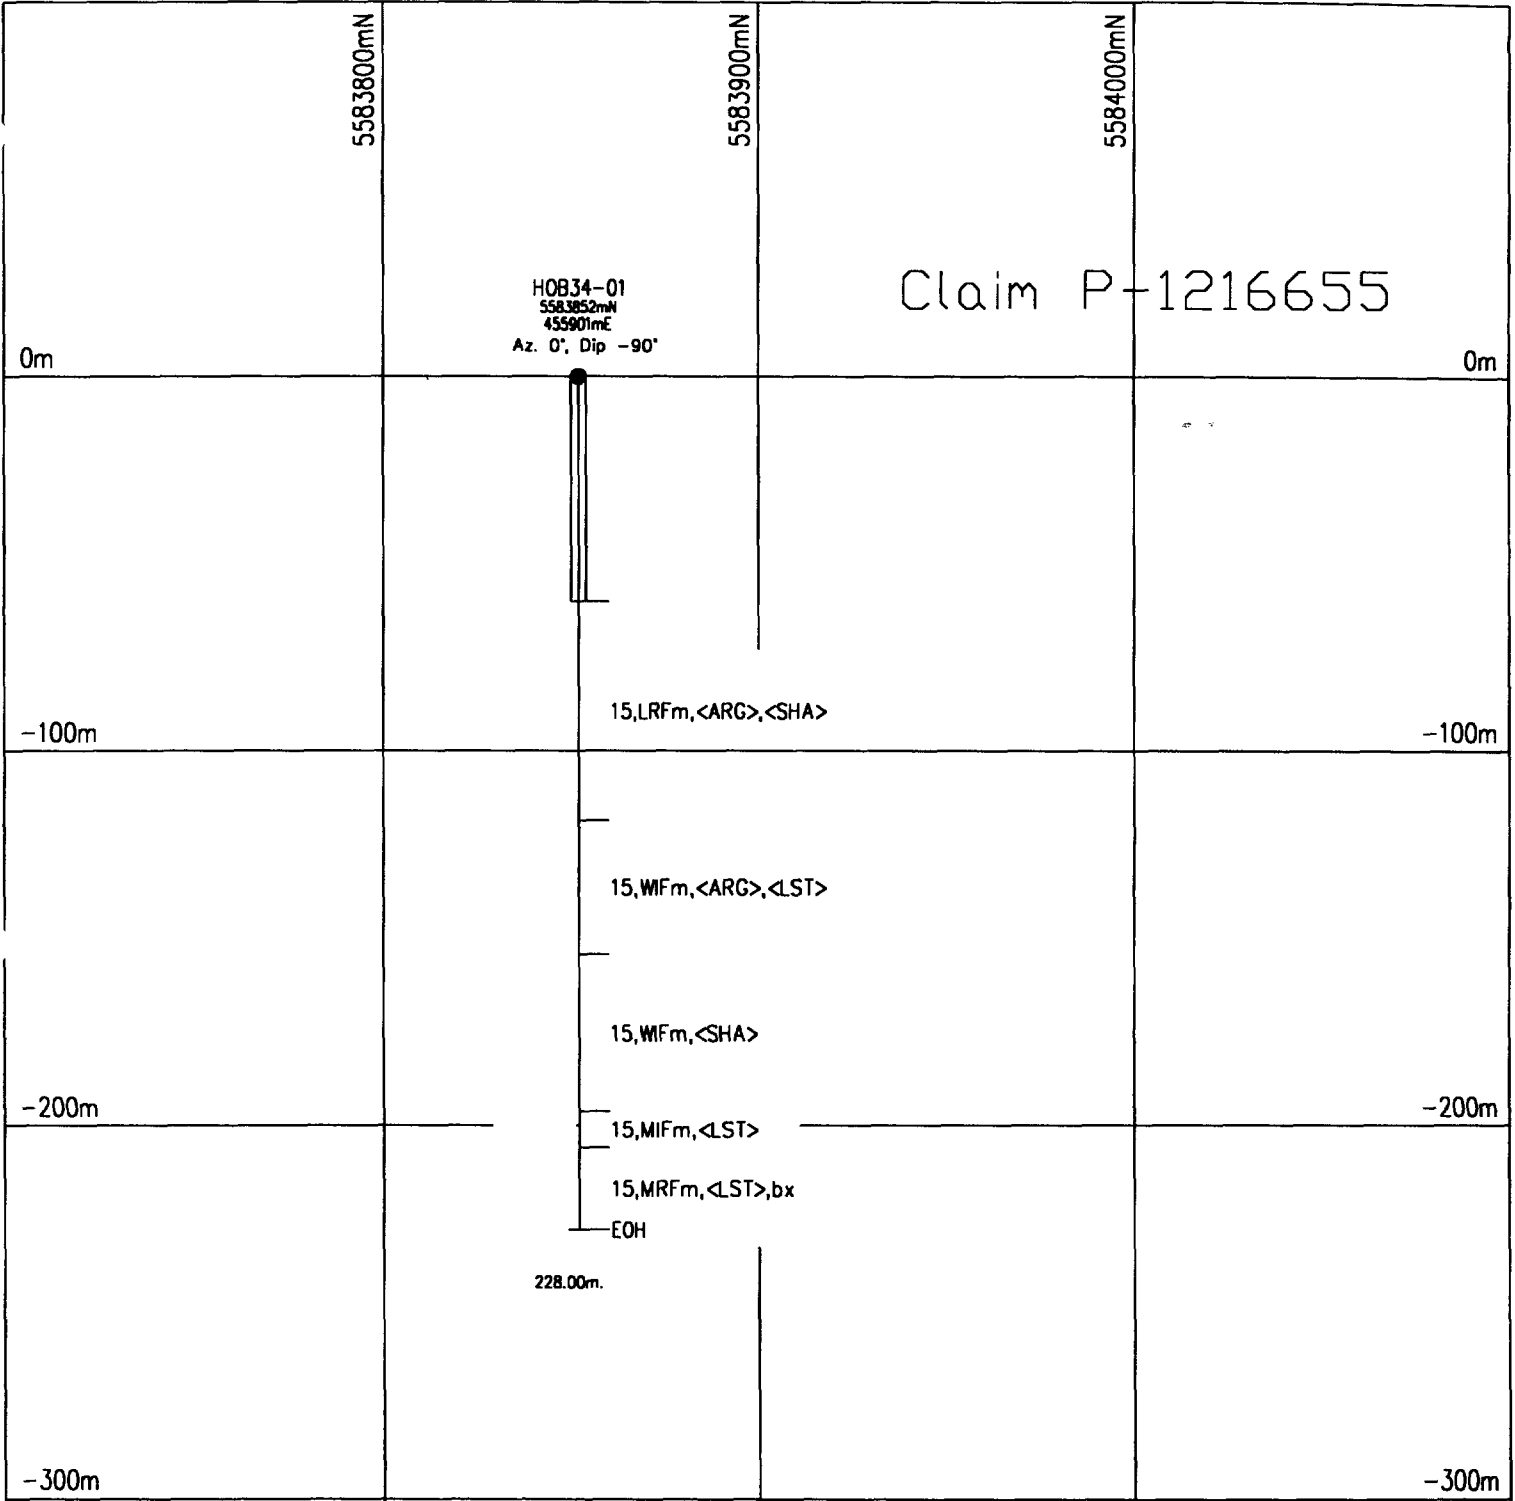 5583800mN
5583900mN
5584000mN
Claim P-1216655
HOB34-01
5583852mN
455901mE
Az. 0°, Dip -90°
0m
0m
15,LRFm,<ARG>,<SHA>
-100m
-100m
15,WIFm,<ARG>,<LST>
15,WIFm,<SHA>
-200m
-200m
15,MIFm,<LST>
15,MRFm,<LST>,bx
EOH
228.00m.
-300m
-300m